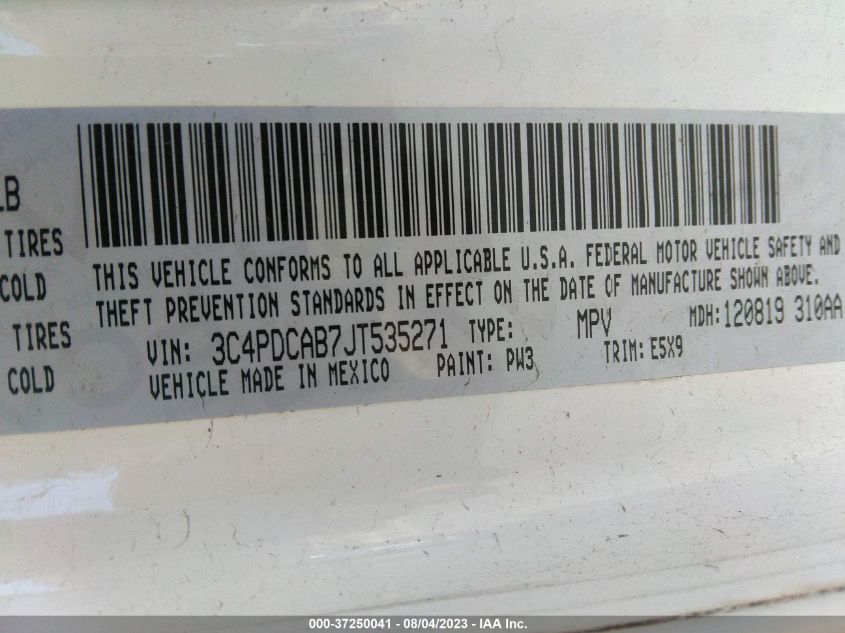 LB
TIRES
COLD
TIRES
COLD
THIS VEHICLE CONFORMS TO ALL APPLICABLE U.S.A. FEDERAL MOTOR VEHICLE SAFETY AND
THEFT PREVENTION STANDARDS IN EFFECT ON THE DATE OF MANUFACTURE SHOWN ABOVE.
VIN: 3C4PDCAB7JT535271 TYPE: MPV MDH:120819 310AA
VEHICLE MADE IN MEXICO PAINT: PW3 TRIM: E5X9
000-37250041 - 08/04/2023 - IAA Inc.